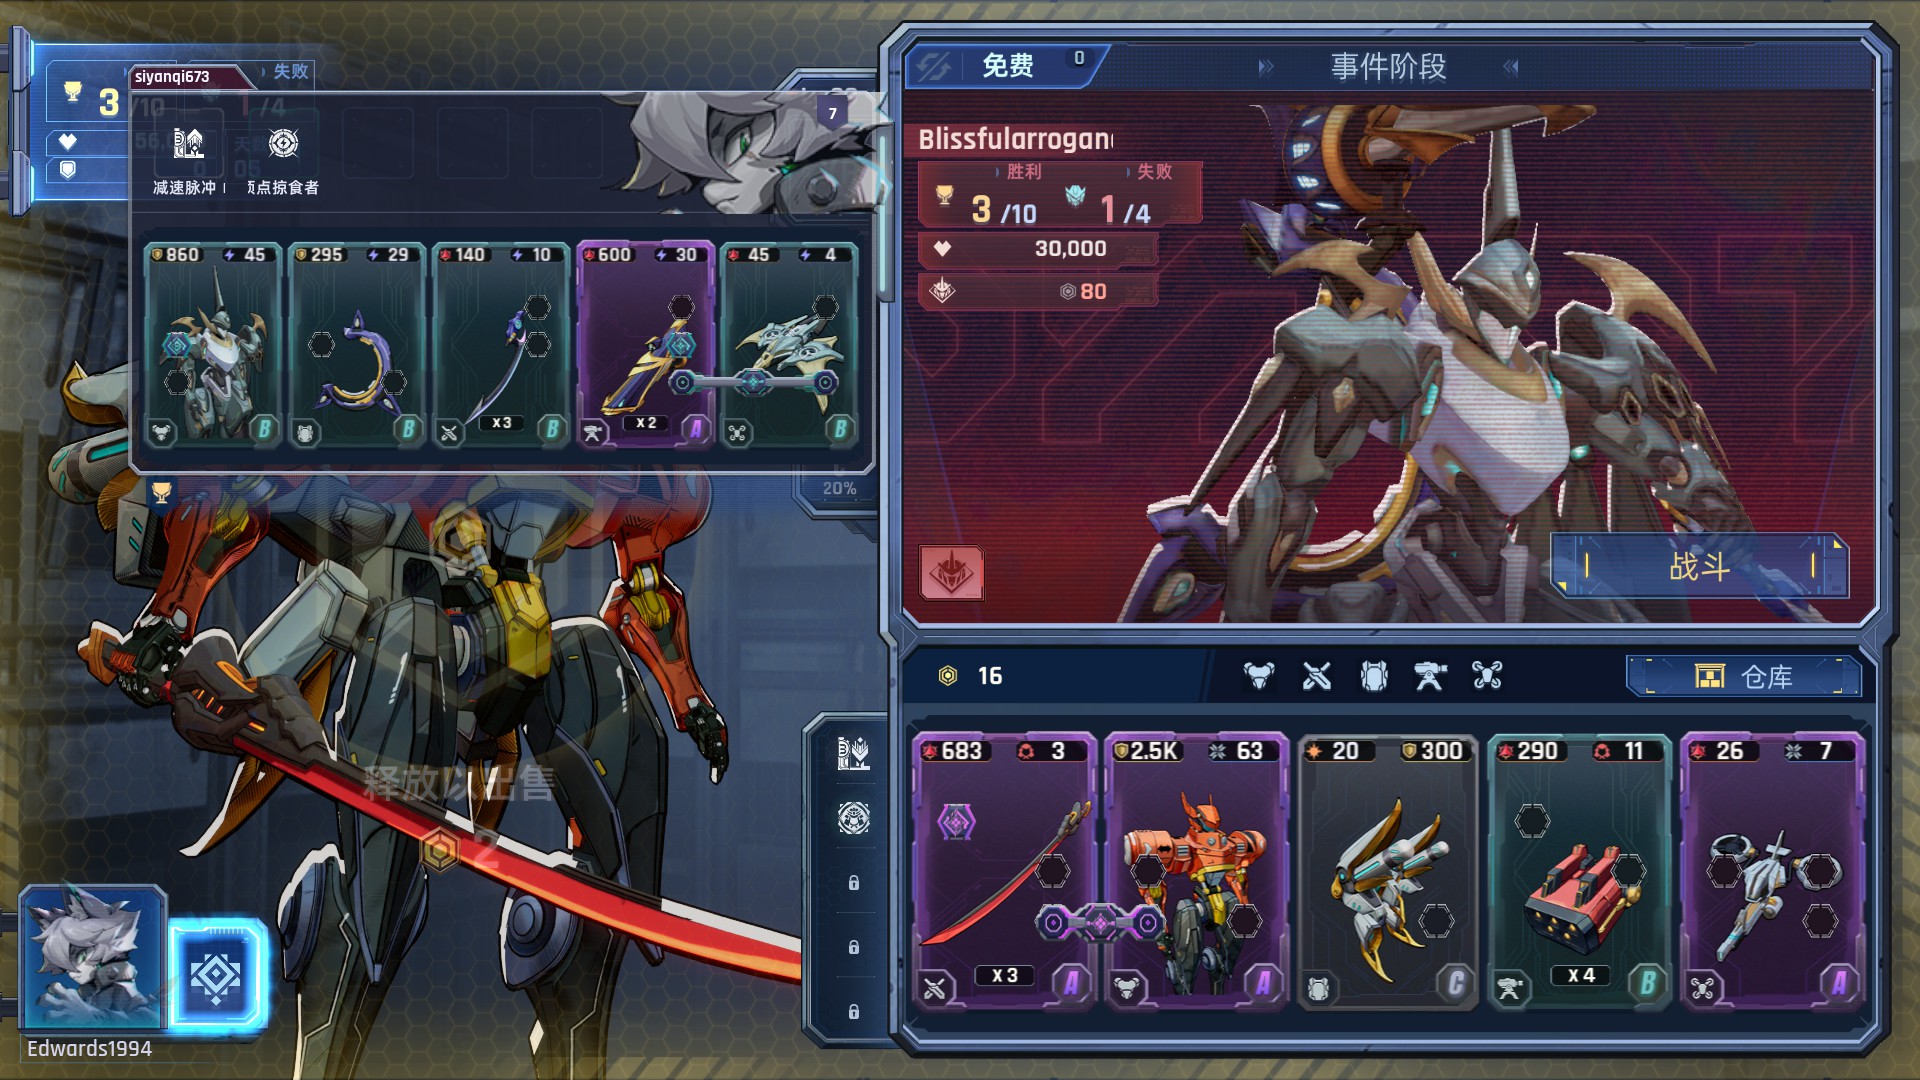 siyanqi673
失败
3 /10
1 /4
7
减速脉冲
顶点掠食者
860 45
295 29
140 10
600 30
45 4
x3
x2
B
B
B
A
B
20%
释放以出售
2
Edwards1994
免费 0
事件阶段
Blissfularrogan
胜利 失败
3 /10 1 /4
30,000
80
战斗
16
仓库
683 3
2.5K 63
20 300
290 11
26 7
x3
x4
A
A
C
B
A